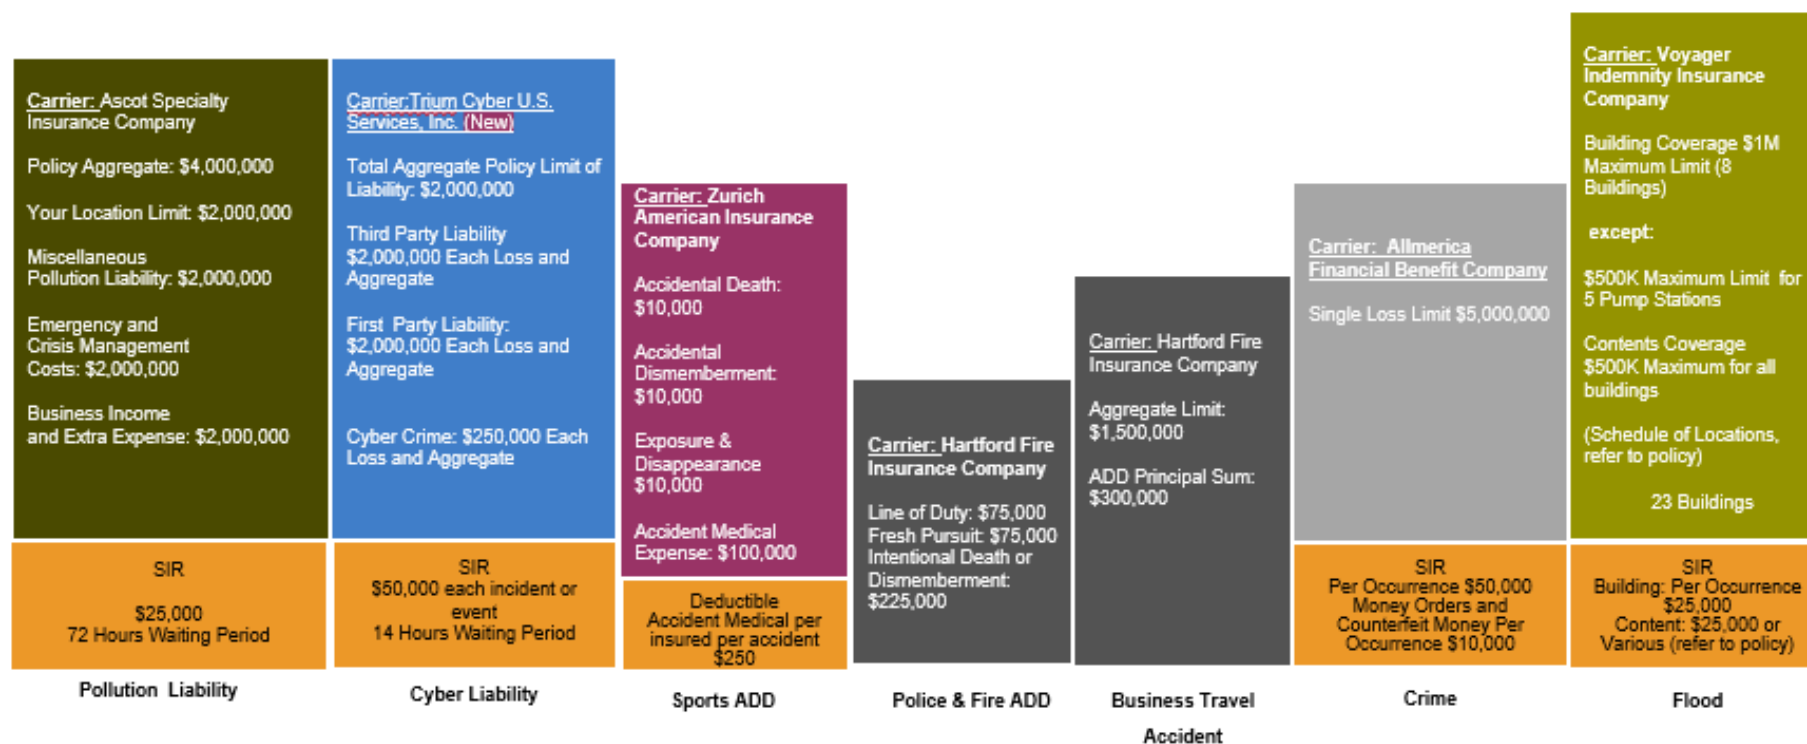 Carrier: Ascot Specialty
Insurance Company
Policy Aggregate: $4,000,000
Your Location Limit: $2,000,000
Miscellaneous
Pollution Liability: $2,000,000
Emergency and
Crisis Management
Costs: $2,000,000
Business Income
and Extra Expense: $2,000,000
SIR
$25,000
72 Hours Waiting Period
Pollution Liability
Carrier:Trium Cyber U.S.
Services, Inc. (New)
Total Aggregate Policy Limit of
Liability: $2,000,000
Third Party Liability
$2,000,000 Each Loss and
Aggregate
First Party Liability:
$2,000,000 Each Loss and
Aggregate
Cyber Crime: $250,000 Each
Loss and Aggregate
SIR
$50,000 each incident or
event
14 Hours Waiting Period
Cyber Liability
Carrier: Zurich
American Insurance
Company
Accidental Death:
$10,000
Accidental
Dismemberment:
$10,000
Exposure &
Disappearance
$10,000
Accident Medical
Expense: $100,000
Deductible
Accident Medical per
insured per accident
$250
Sports ADD
Carrier: Hartford Fire
Insurance Company
Line of Duty: $75,000
Fresh Pursuit: $75,000
Intentional Death or
Dismemberment:
$225,000
Police & Fire ADD
Carrier: Hartford Fire
Insurance Company
Aggregate Limit:
$1,500,000
ADD Principal Sum:
$300,000
Business Travel
Accident
Carrier: Allmerica
Financial Benefit Company
Single Loss Limit $5,000,000
SIR
Per Occurrence $50,000
Money Orders and
Counterfeit Money Per
Occurrence $10,000
Crime
Carrier: Voyager
Indemnity Insurance
Company
Building Coverage $1M
Maximum Limit (8
Buildings)
except:
$500K Maximum Limit for
5 Pump Stations
Contents Coverage
$500K Maximum for all
buildings
(Schedule of Locations,
refer to policy)
23 Buildings
SIR
Building: Per Occurrence
$25,000
Content: $25,000 or
Various (refer to policy)
Flood